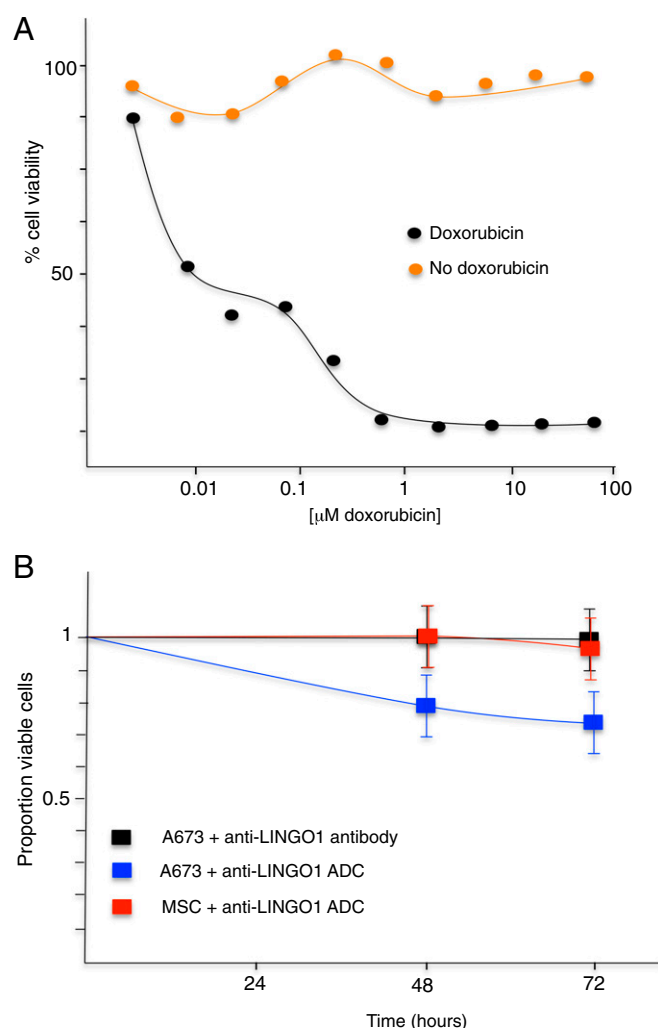 A
100
50
% cell viability
Doxorubicin
No doxorubicin
0.01 0.1 1 10 100
[μM doxorubicin]
B
1
0.5
Proportion viable cells
A673 + anti-LINGO1 antibody
A673 + anti-LINGO1 ADC
MSC + anti-LINGO1 ADC
24 48 72
Time (hours)